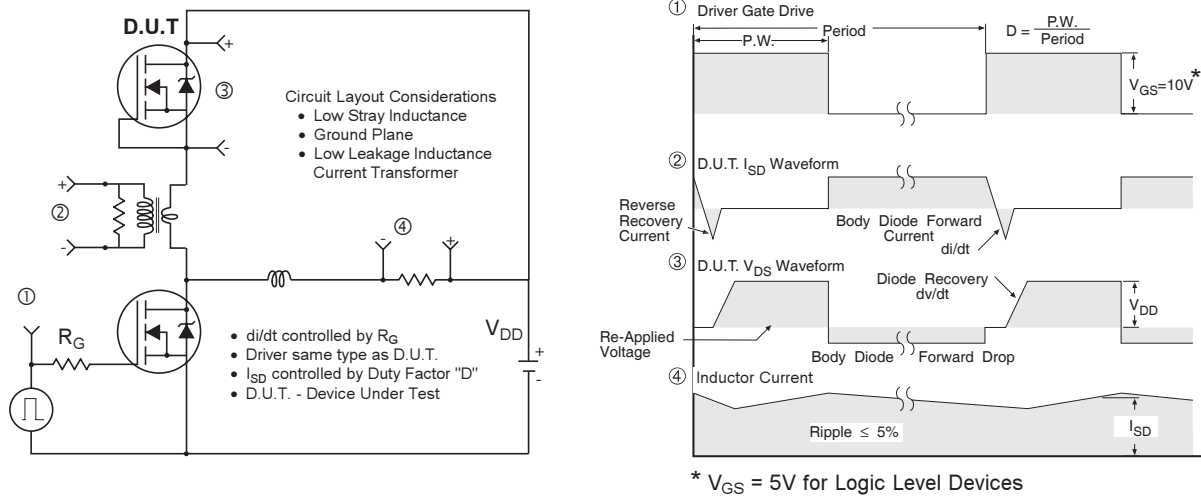 D.U.T
+
③
-
Circuit Layout Considerations
• Low Stray Inductance
• Ground Plane
• Low Leakage Inductance
Current Transformer
+
②
-
④
- +
①
R_G
V_DD
+
-
• di/dt controlled by R_G
• Driver same type as D.U.T.
• I_SD controlled by Duty Factor "D"
• D.U.T. - Device Under Test
① Driver Gate Drive
P.W.
Period
D = P.W.
Period
V_GS=10V*
② D.U.T. I_SD Waveform
Reverse
Recovery
Current
Body Diode Forward
Current
di/dt
③ D.U.T. V_DS Waveform
Diode Recovery
dv/dt
V_DD
Re-Applied
Voltage
Body Diode Forward Drop
④ Inductor Current
Ripple ≤ 5%
I_SD
* V_GS = 5V for Logic Level Devices